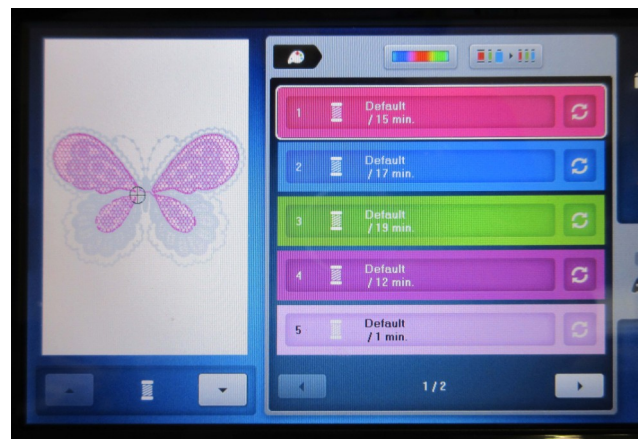 1 Default
/ 15 min.
2 Default
/ 17 min.
3 Default
/ 19 min.
4 Default
/ 12 min.
5 Default
/ 1 min.
1 / 2